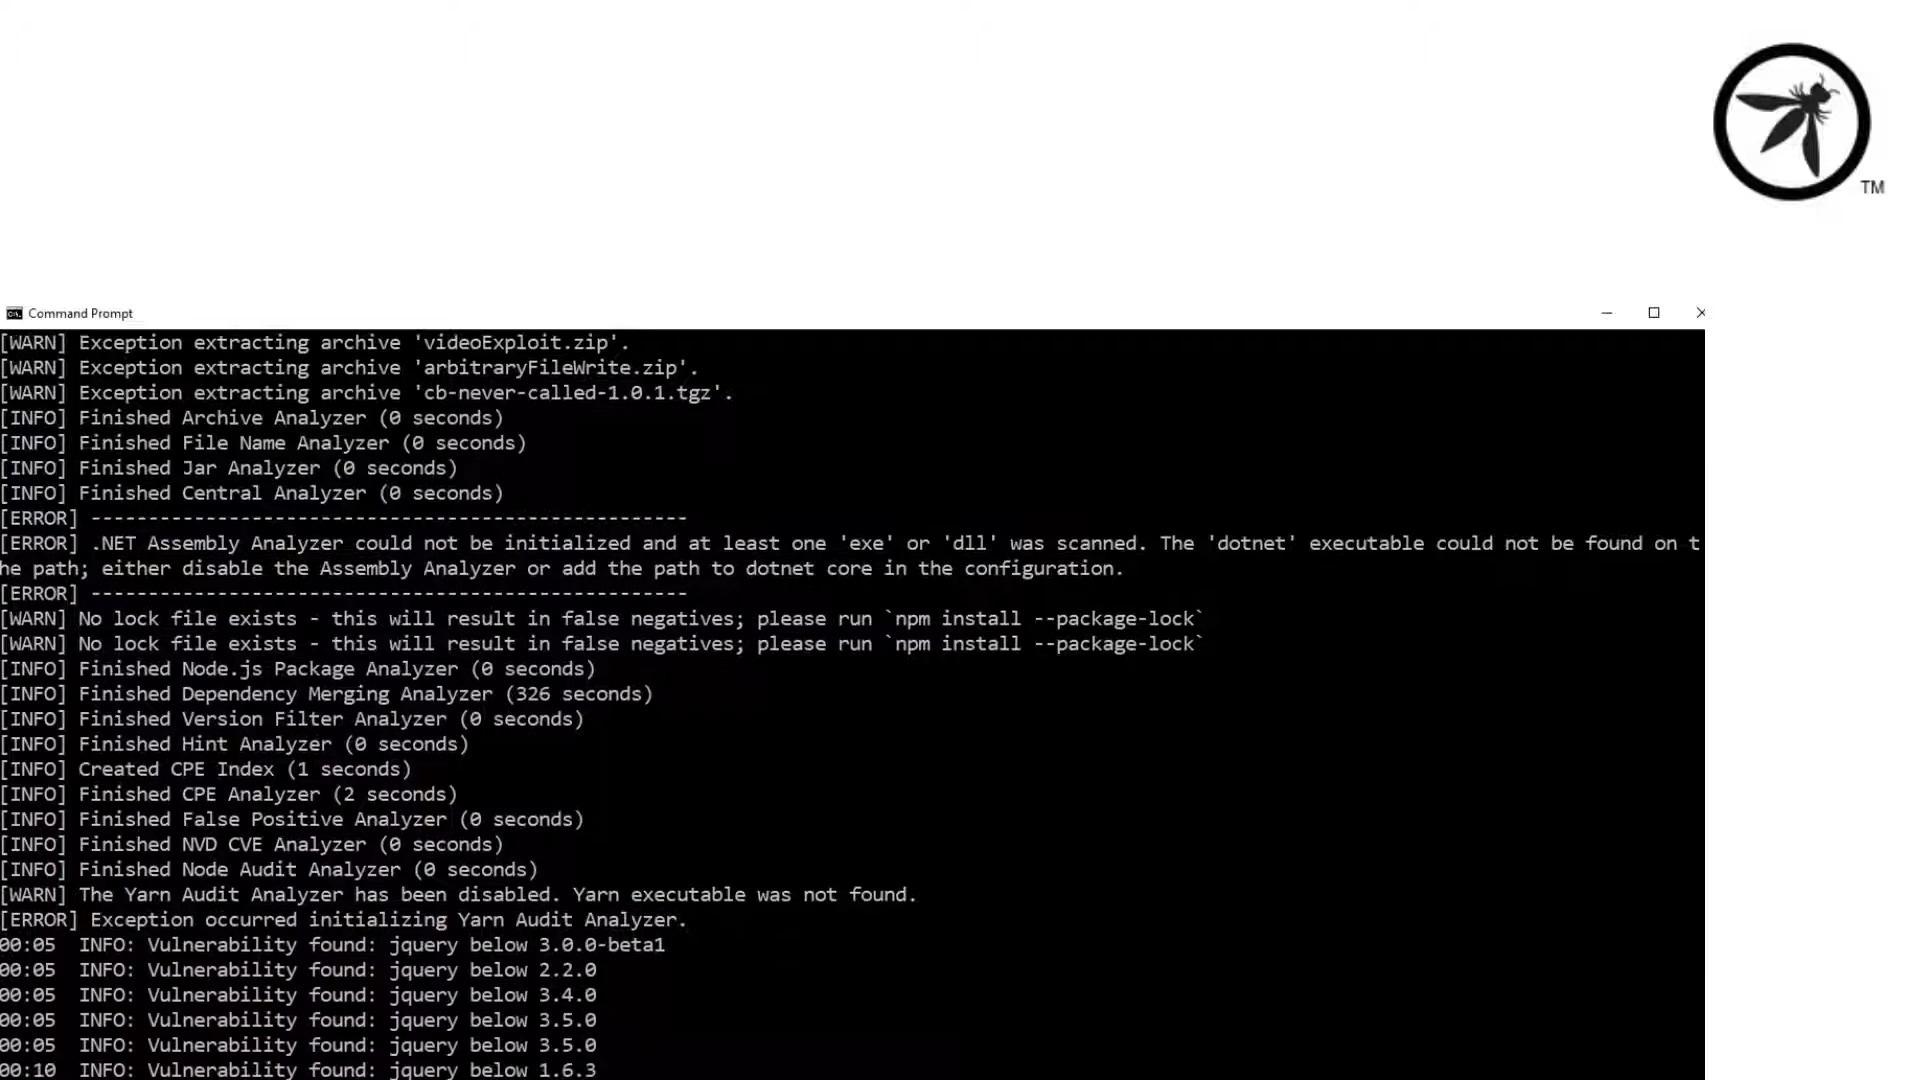 TM
Command Prompt
[WARN] Exception extracting archive 'videoExploit.zip'.
[WARN] Exception extracting archive 'arbitraryFileWrite.zip'.
[WARN] Exception extracting archive 'cb-never-called-1.0.1.tgz'.
[INFO] Finished Archive Analyzer (0 seconds)
[INFO] Finished File Name Analyzer (0 seconds)
[INFO] Finished Jar Analyzer (0 seconds)
[INFO] Finished Central Analyzer (0 seconds)
[ERROR] ----------------------------------------------------
[ERROR] .NET Assembly Analyzer could not be initialized and at least one 'exe' or 'dll' was scanned. The 'dotnet' executable could not be found on t
he path; either disable the Assembly Analyzer or add the path to dotnet core in the configuration.
[ERROR] ----------------------------------------------------
[WARN] No lock file exists - this will result in false negatives; please run `npm install --package-lock`
[WARN] No lock file exists - this will result in false negatives; please run `npm install --package-lock`
[INFO] Finished Node.js Package Analyzer (0 seconds)
[INFO] Finished Dependency Merging Analyzer (326 seconds)
[INFO] Finished Version Filter Analyzer (0 seconds)
[INFO] Finished Hint Analyzer (0 seconds)
[INFO] Created CPE Index (1 seconds)
[INFO] Finished CPE Analyzer (2 seconds)
[INFO] Finished False Positive Analyzer (0 seconds)
[INFO] Finished NVD CVE Analyzer (0 seconds)
[INFO] Finished Node Audit Analyzer (0 seconds)
[WARN] The Yarn Audit Analyzer has been disabled. Yarn executable was not found.
[ERROR] Exception occurred initializing Yarn Audit Analyzer.
00:05  INFO: Vulnerability found: jquery below 3.0.0-beta1
00:05  INFO: Vulnerability found: jquery below 2.2.0
00:05  INFO: Vulnerability found: jquery below 3.4.0
00:05  INFO: Vulnerability found: jquery below 3.5.0
00:05  INFO: Vulnerability found: jquery below 3.5.0
00:10  INFO: Vulnerability found: jquery below 1.6.3